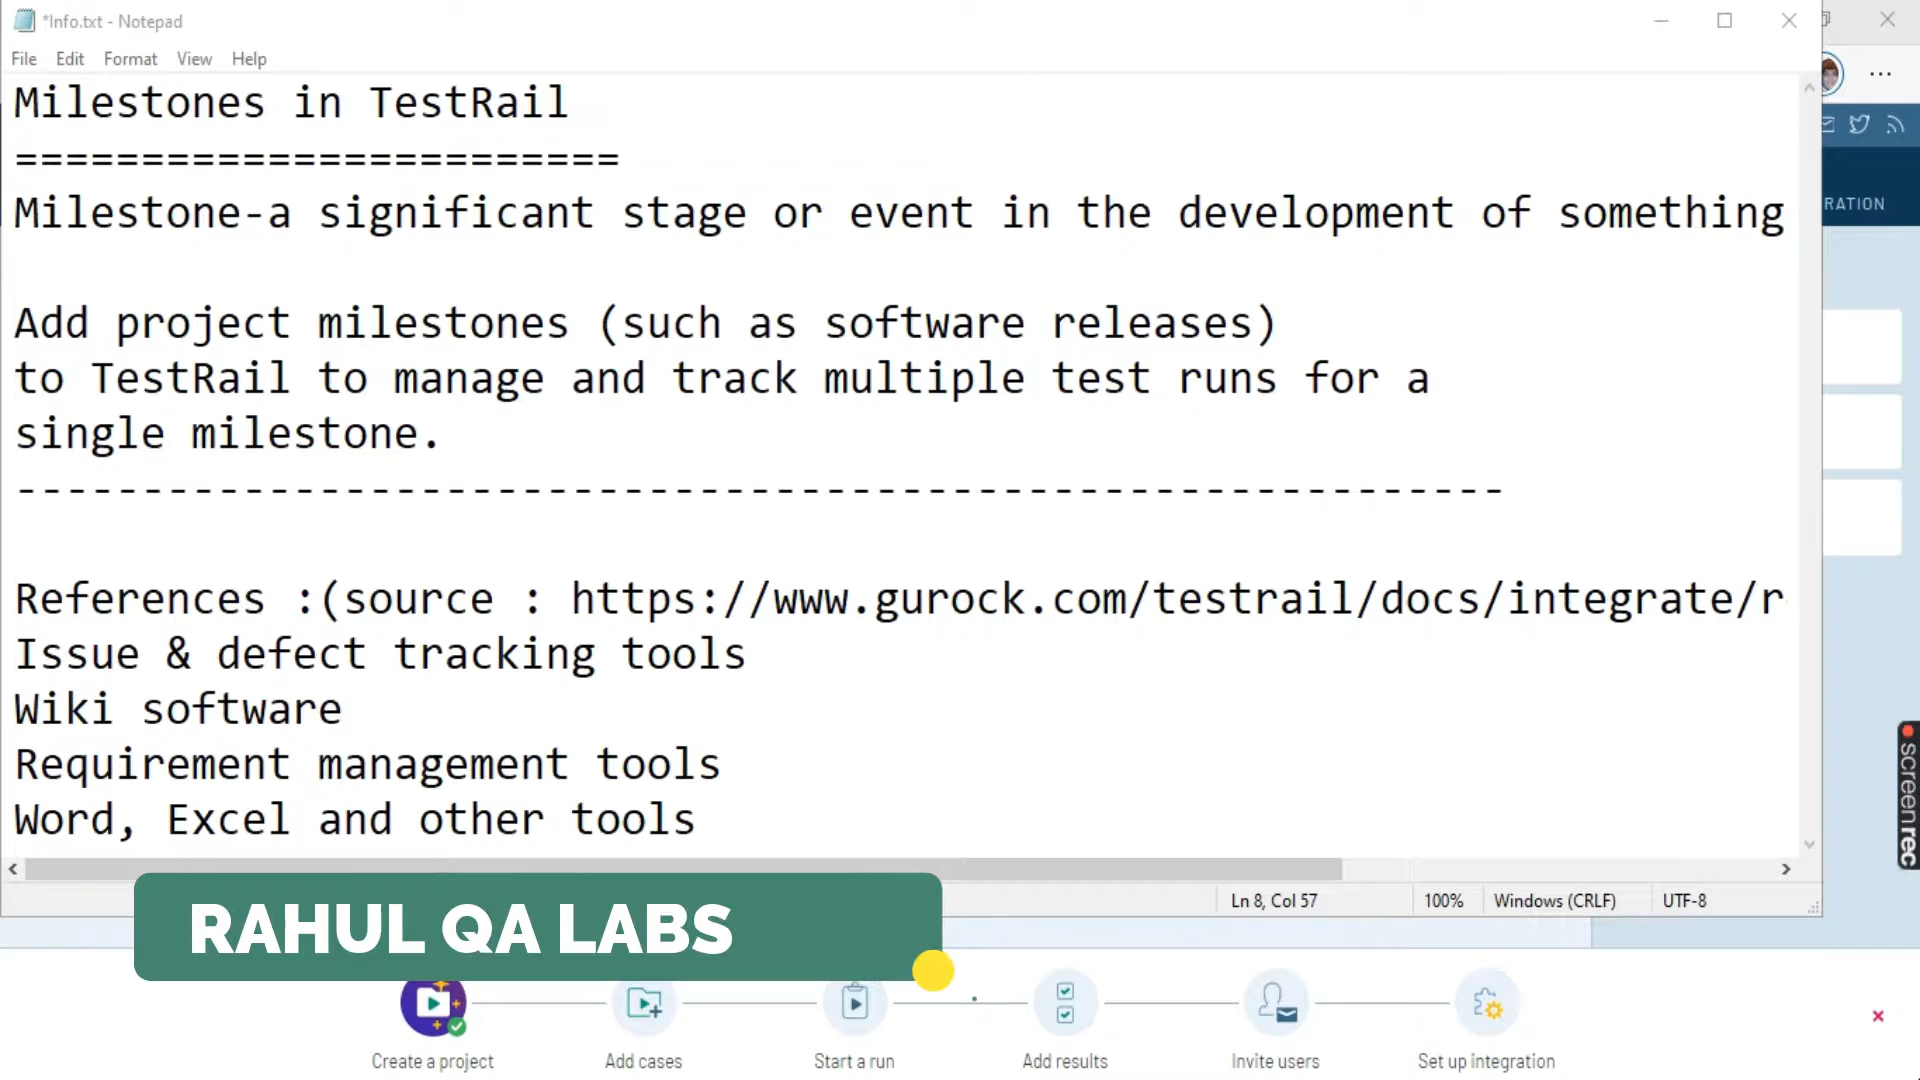 *Info.txt - Notepad
File Edit Format View Help
Milestones in TestRail
========================
Milestone-a significant stage or event in the development of something
RATION
Add project milestones (such as software releases)
to TestRail to manage and track multiple test runs for a
single milestone.
-----------------------------------------------------------
References :(source : https://www.gurock.com/testrail/docs/integrate/r
Issue & defect tracking tools
Wiki software
Requirement management tools
Word, Excel and other tools
screenrec
Ln 8, Col 57 100% Windows (CRLF) UTF-8
RAHUL QA LABS
Create a project Add cases Start a run Add results Invite users Set up integration